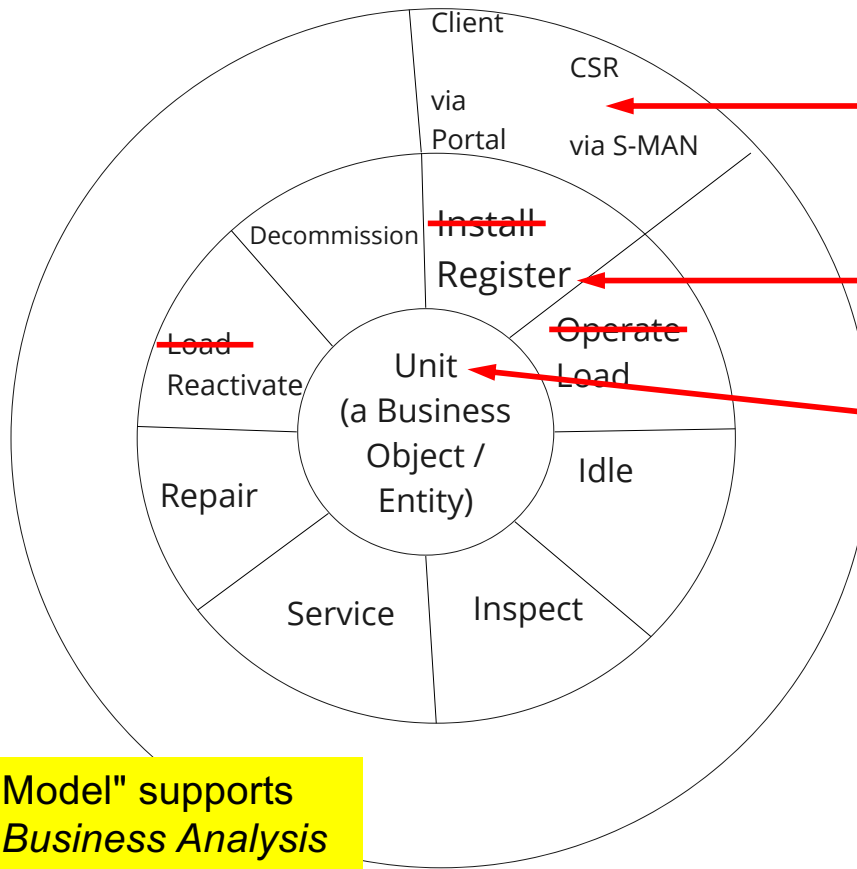 Client
CSR
via
Portal
via S-MAN
Decommission
Install
Register
Operate
Load
Load
Reactivate
Unit
(a Business
Object /
Entity)
Idle
Repair
Service
Inspect
Model" supports
Business Analysis